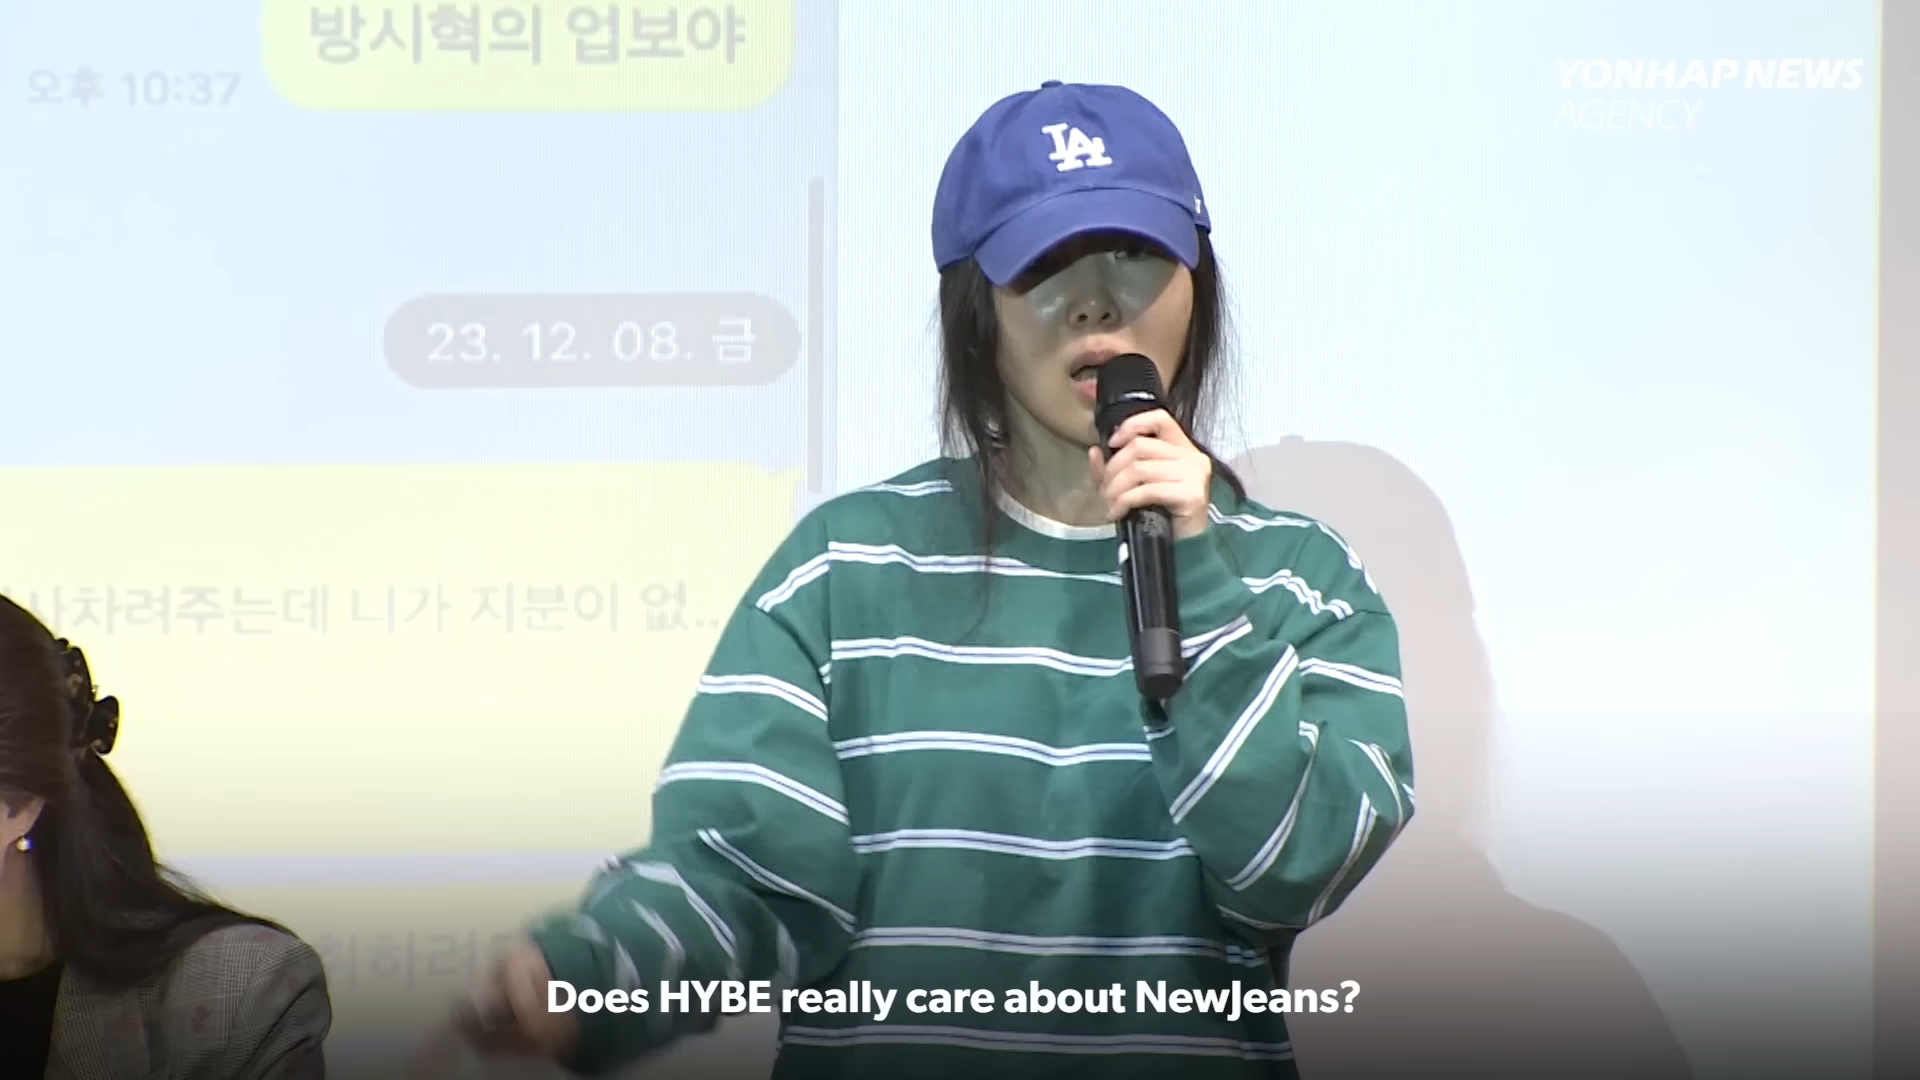 방시혁의 업보야
오후 10:37
YONHAP NEWS
AGENCY
LA
23. 12. 08. 금
사차려주는데 니가 지분이 없..
Does HYBE really care about NewJeans?